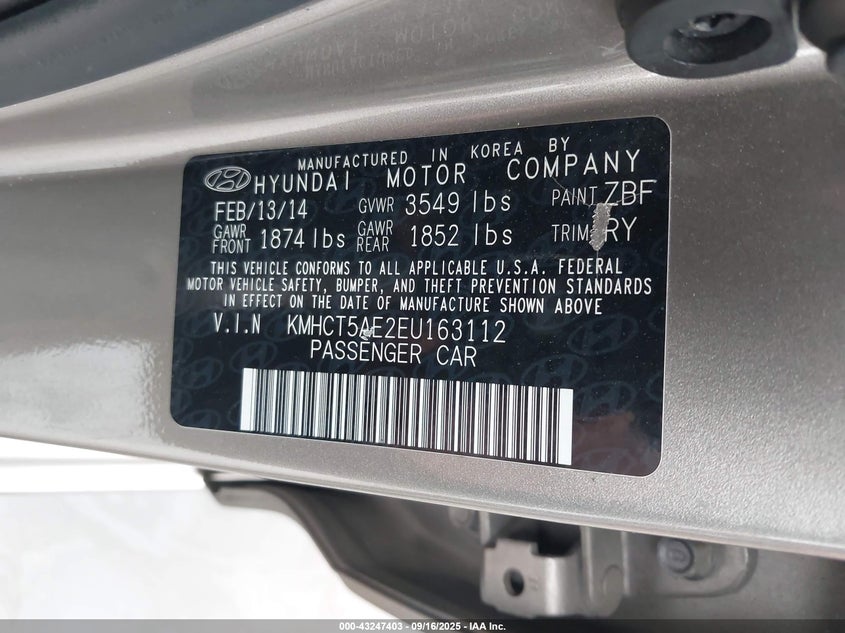 MANUFACTURED IN KOREA BY
HYUNDAI MOTOR COMPANY
FEB/13/14 GVWR 3549 lbs PAINT ZBF
GAWR FRONT 1874 lbs GAWR REAR 1852 lbs TRIM RY
THIS VEHICLE CONFORMS TO ALL APPLICABLE U.S.A. FEDERAL
MOTOR VEHICLE SAFETY, BUMPER, AND THEFT PREVENTION STANDARDS
IN EFFECT ON THE DATE OF MANUFACTURE SHOWN ABOVE
V.I.N KMHCT5AE2EU163112
PASSENGER CAR
000-43247403 - 09/16/2025 - IAA Inc.